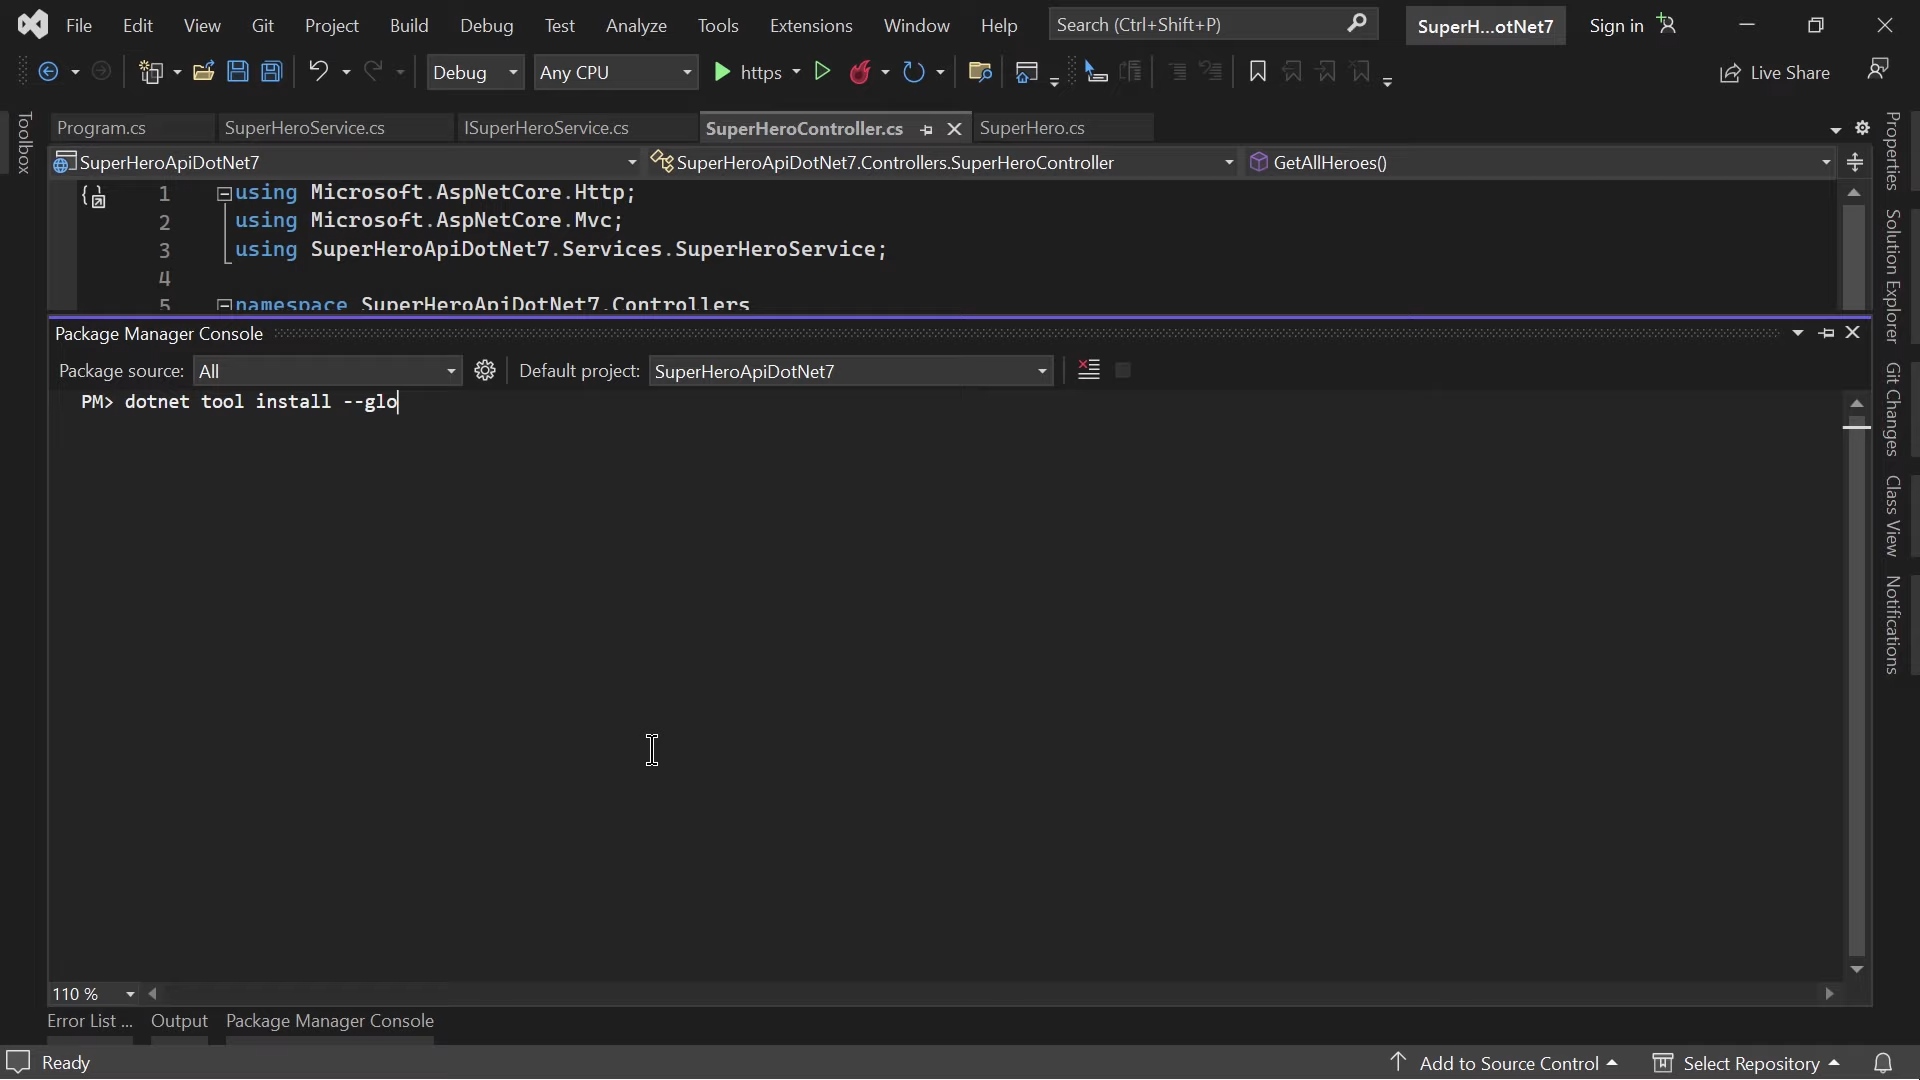 File Edit View Git Project Build Debug Test Analyze Tools Extensions Window Help Search (Ctrl+Shift+P) SuperH...otNet7 Sign in
Debug Any CPU https Live Share
Toolbox
Program.cs SuperHeroService.cs ISuperHeroService.cs SuperHeroController.cs SuperHero.cs
SuperHeroApiDotNet7 SuperHeroApiDotNet7.Controllers.SuperHeroController GetAllHeroes()
1 using Microsoft.AspNetCore.Http;
2 using Microsoft.AspNetCore.Mvc;
3 using SuperHeroApiDotNet7.Services.SuperHeroService;
4
5 namespace SuperHeroApiDotNet7.Controllers
Package Manager Console
Package source: All Default project: SuperHeroApiDotNet7
PM> dotnet tool install --glo
110 %
Error List ... Output Package Manager Console
Ready Add to Source Control Select Repository
Properties
Solution Explorer
Git Changes
Class View
Notifications